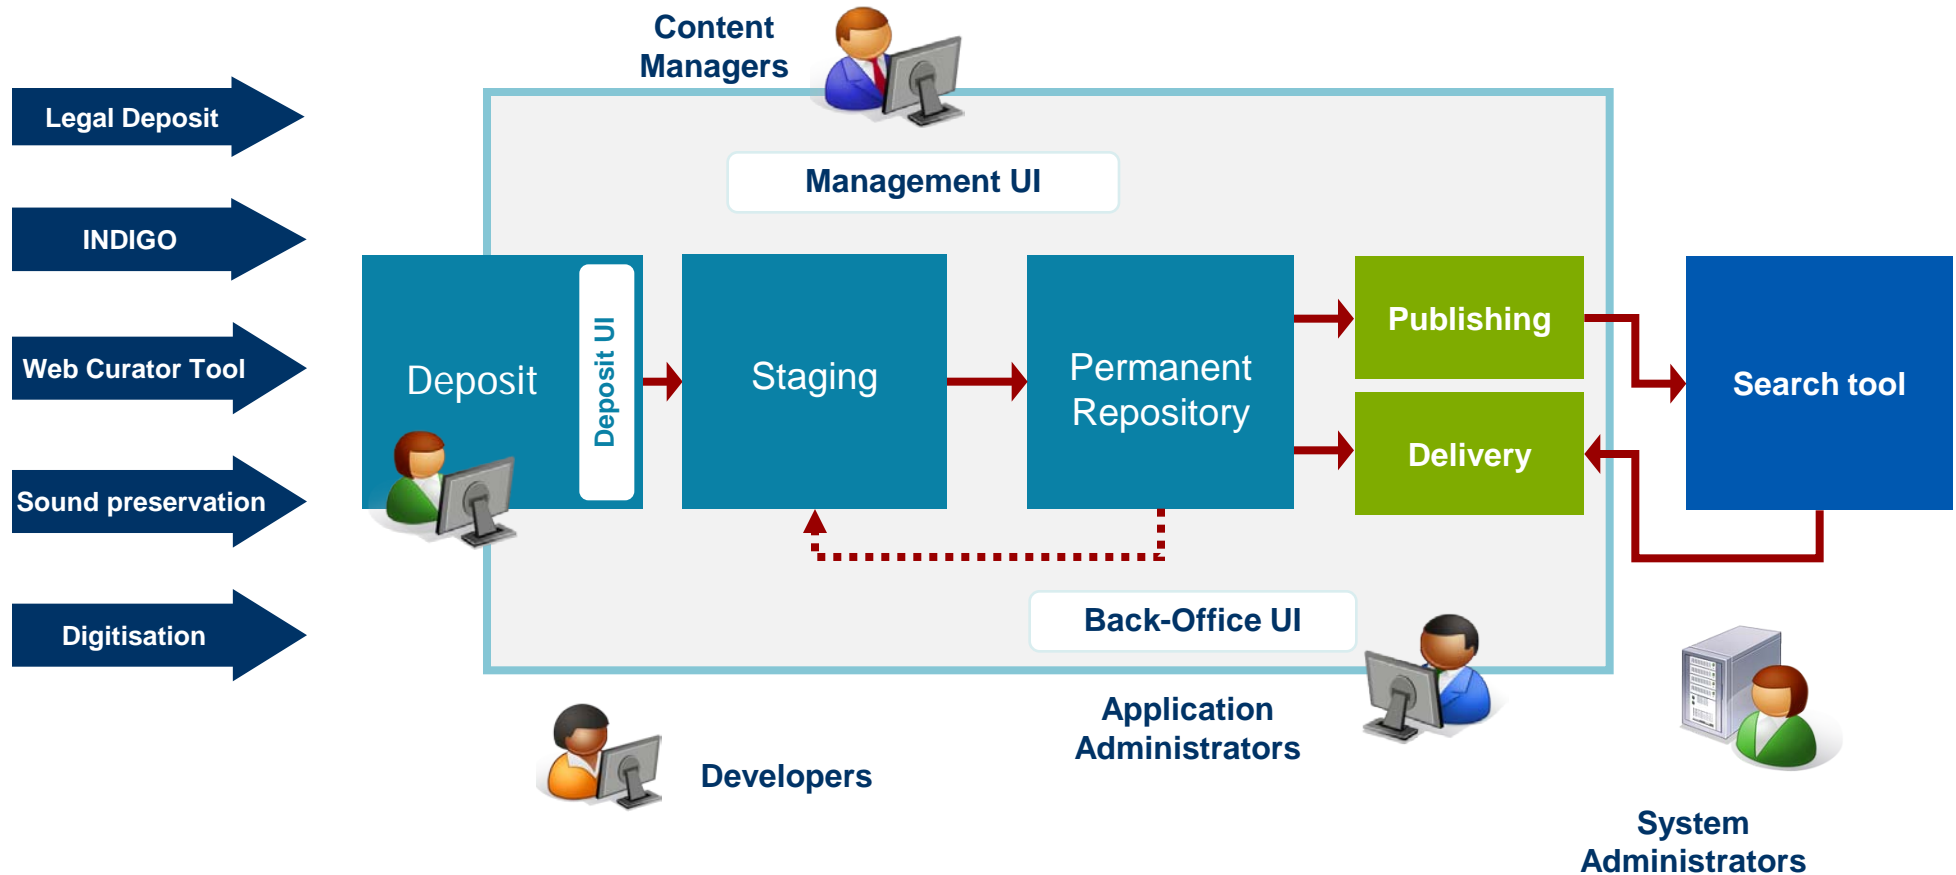 Content
Managers
Legal Deposit
INDIGO
Web Curator Tool
Sound preservation
Digitisation
Management UI
Deposit
Deposit UI
Staging
Permanent
Repository
Publishing
Delivery
Search tool
Back-Office UI
Application
Administrators
Developers
System
Administrators